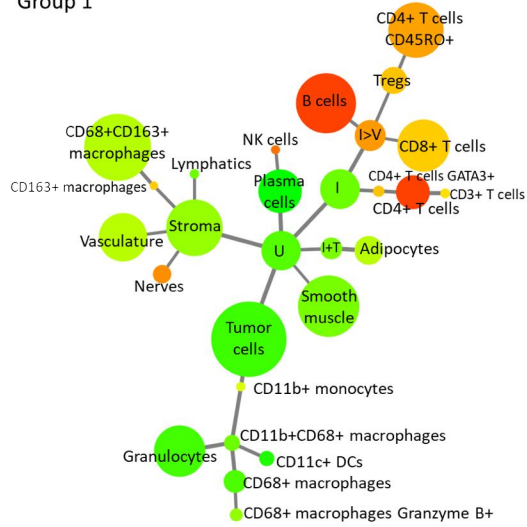 Group 1
CD4+ T cells
CD45RO+
Tregs
B cells
I>V
CD8+ T cells
CD68+CD163+
macrophages
NK cells
Lymphatics
CD163+ macrophages
Plasma
cells
I
CD4+ T cells GATA3+
CD3+ T cells
CD4+ T cells
Stroma
Vasculature
U
I+T
Adipocytes
Nerves
Smooth
muscle
Tumor
cells
CD11b+ monocytes
CD11b+CD68+ macrophages
Granulocytes
CD11c+ DCs
CD68+ macrophages
CD68+ macrophages Granzyme B+